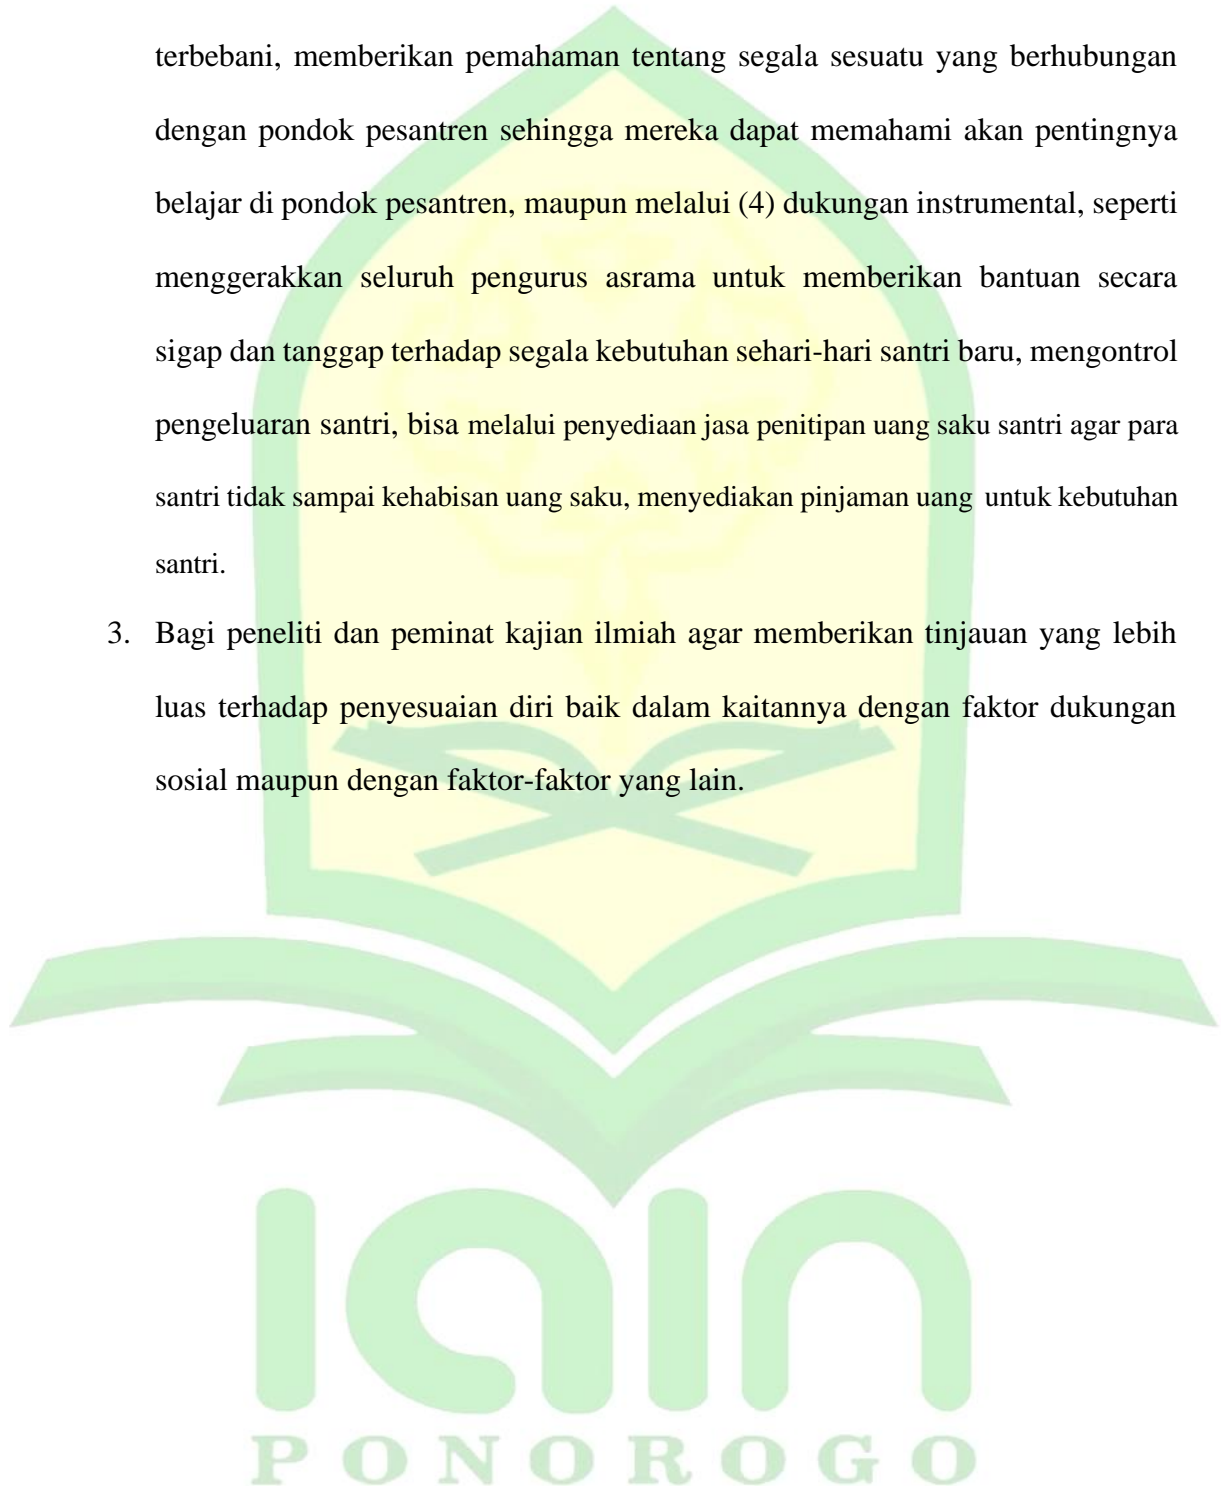 terbebani, memberikan pemahaman tentang segala sesuatu yang berhubungan
dengan pondok pesantren sehingga mereka dapat memahami akan pentingnya
belajar di pondok pesantren, maupun melalui (4) dukungan instrumental, seperti
menggerakkan seluruh pengurus asrama untuk memberikan bantuan secara
sigap dan tanggap terhadap segala kebutuhan sehari-hari santri baru, mengontrol
pengeluaran santri, bisa melalui penyediaan jasa penitipan uang saku santri agar para
santri tidak sampai kehabisan uang saku, menyediakan pinjaman uang untuk kebutuhan
santri.
3. Bagi peneliti dan peminat kajian ilmiah agar memberikan tinjauan yang lebih
luas terhadap penyesuaian diri baik dalam kaitannya dengan faktor dukungan
sosial maupun dengan faktor-faktor yang lain.
iain
PONOROGO